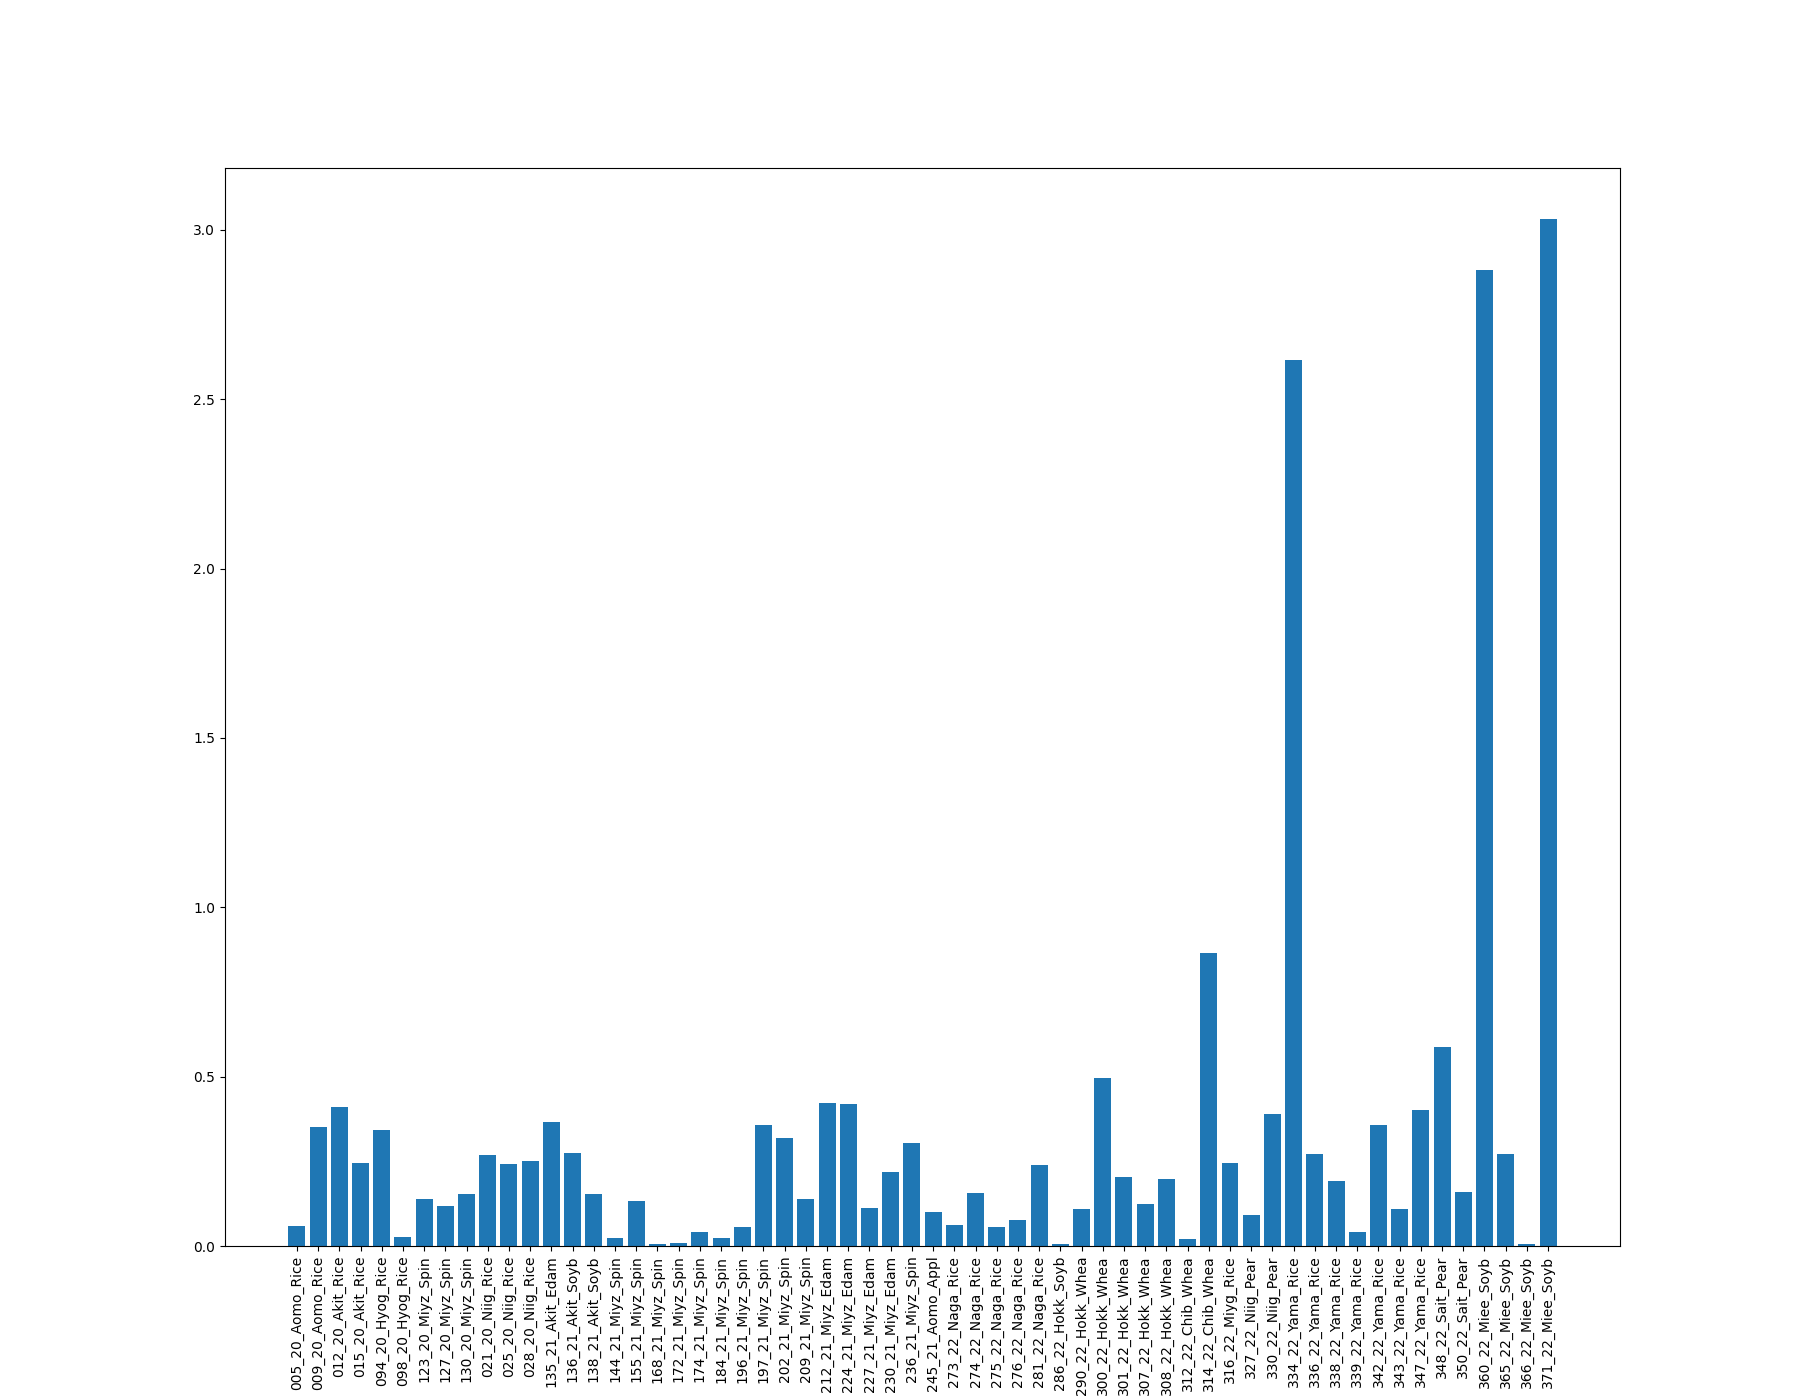 3.0
2.5
2.0
1.5
1.0
0.5
0.0
005_20_Aomo_Rice
009_20_Aomo_Rice
012_20_Akit_Rice
015_20_Akit_Rice
094_20_Hyog_Rice
098_20_Hyog_Rice
123_20_Miyz_Spin
127_20_Miyz_Spin
130_20_Miyz_Spin
021_20_Niig_Rice
025_20_Niig_Rice
028_20_Niig_Rice
135_21_Akit_Edam
136_21_Akit_Soyb
138_21_Akit_Soyb
144_21_Miyz_Spin
155_21_Miyz_Spin
168_21_Miyz_Spin
172_21_Miyz_Spin
174_21_Miyz_Spin
184_21_Miyz_Spin
196_21_Miyz_Spin
197_21_Miyz_Spin
202_21_Miyz_Spin
209_21_Miyz_Spin
212_21_Miyz_Edam
224_21_Miyz_Edam
227_21_Miyz_Edam
230_21_Miyz_Edam
236_21_Miyz_Spin
245_21_Aomo_Appl
273_22_Naga_Rice
274_22_Naga_Rice
275_22_Naga_Rice
276_22_Naga_Rice
281_22_Naga_Rice
286_22_Hokk_Soyb
290_22_Hokk_Whea
300_22_Hokk_Whea
301_22_Hokk_Whea
307_22_Hokk_Whea
308_22_Hokk_Whea
312_22_Chib_Whea
314_22_Chib_Whea
316_22_Miyg_Rice
327_22_Niig_Pear
330_22_Niig_Pear
334_22_Yama_Rice
336_22_Yama_Rice
338_22_Yama_Rice
339_22_Yama_Rice
342_22_Yama_Rice
343_22_Yama_Rice
347_22_Yama_Rice
348_22_Sait_Pear
350_22_Sait_Pear
360_22_Miee_Soyb
365_22_Miee_Soyb
366_22_Miee_Soyb
371_22_Miee_Soyb